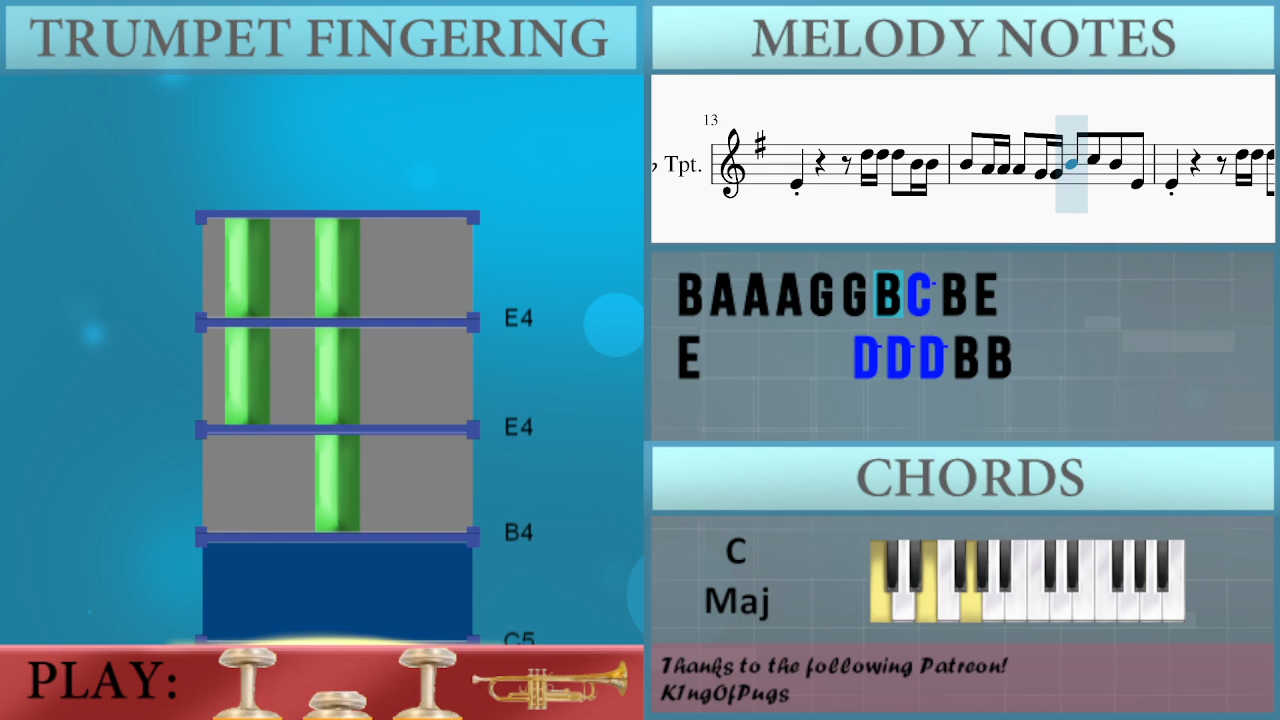 TRUMPET FINGERING
MELODY NOTES
13
♭ Tpt.
BAAAGGBCBE
E DDDBB
E4
E4
B4
C5
CHORDS
C
Maj
PLAY:
Thanks to the following Patreon!
K1ngOfPugs